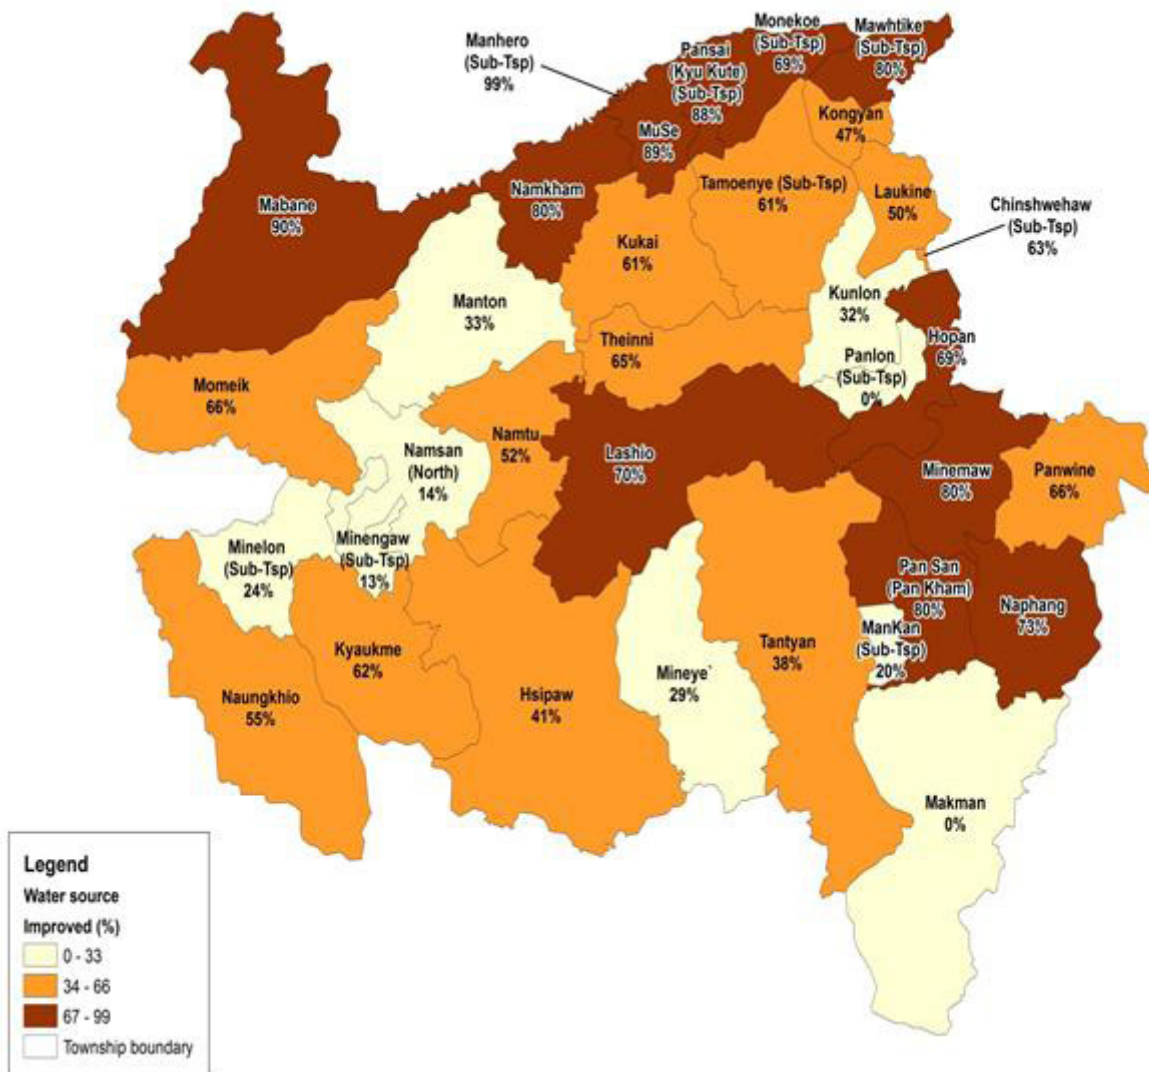 Manhero
(Sub-Tsp)
99%
Pansai
(Kyu Kute)
(Sub-Tsp)
88%
Monekoe
(Sub-Tsp)
69%
Mawhtike
(Sub-Tsp)
80%
MuSe
89%
Kongyan
47%
Namkham
80%
Tamoenye (Sub-Tsp)
61%
Laukine
50%
Chinshwehaw
(Sub-Tsp)
63%
Mabane
90%
Kukai
61%
Manton
33%
Kunlon
32%
Theinni
65%
Hopan
69%
Panlon
(Sub-Tsp)
0%
Momeik
66%
Namtu
52%
Namsan
(North)
14%
Lashio
70%
Minemaw
80%
Panwine
66%
Minelon
(Sub-Tsp)
24%
Minengaw
(Sub-Tsp)
13%
Pan San
(Pan Kham)
80%
Naphang
73%
ManKan
(Sub-Tsp)
20%
Kyaukme
62%
Tantyan
38%
Mineye`
29%
Naungkhio
55%
Hsipaw
41%
Makman
0%
Legend
Water source
Improved (%)
0 - 33
34 - 66
67 - 99
Township boundary